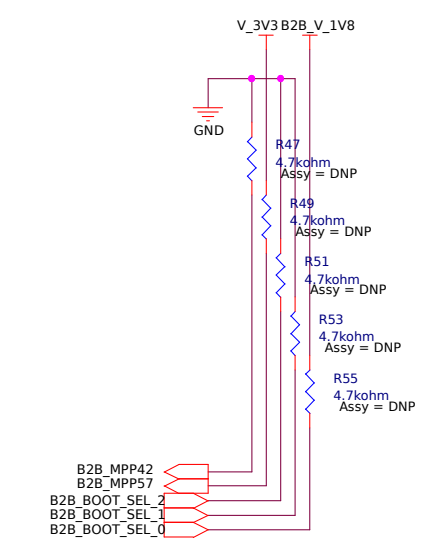 V_3V3 B2B_V_1V8
GND
R47
4.7kohm
Assy = DNP
R49
4.7kohm
Assy = DNP
R51
4.7kohm
Assy = DNP
R53
4.7kohm
Assy = DNP
R55
4.7kohm
Assy = DNP
B2B_MPP42
B2B_MPP57
B2B_BOOT_SEL_2
B2B_BOOT_SEL_1
B2B_BOOT_SEL_0